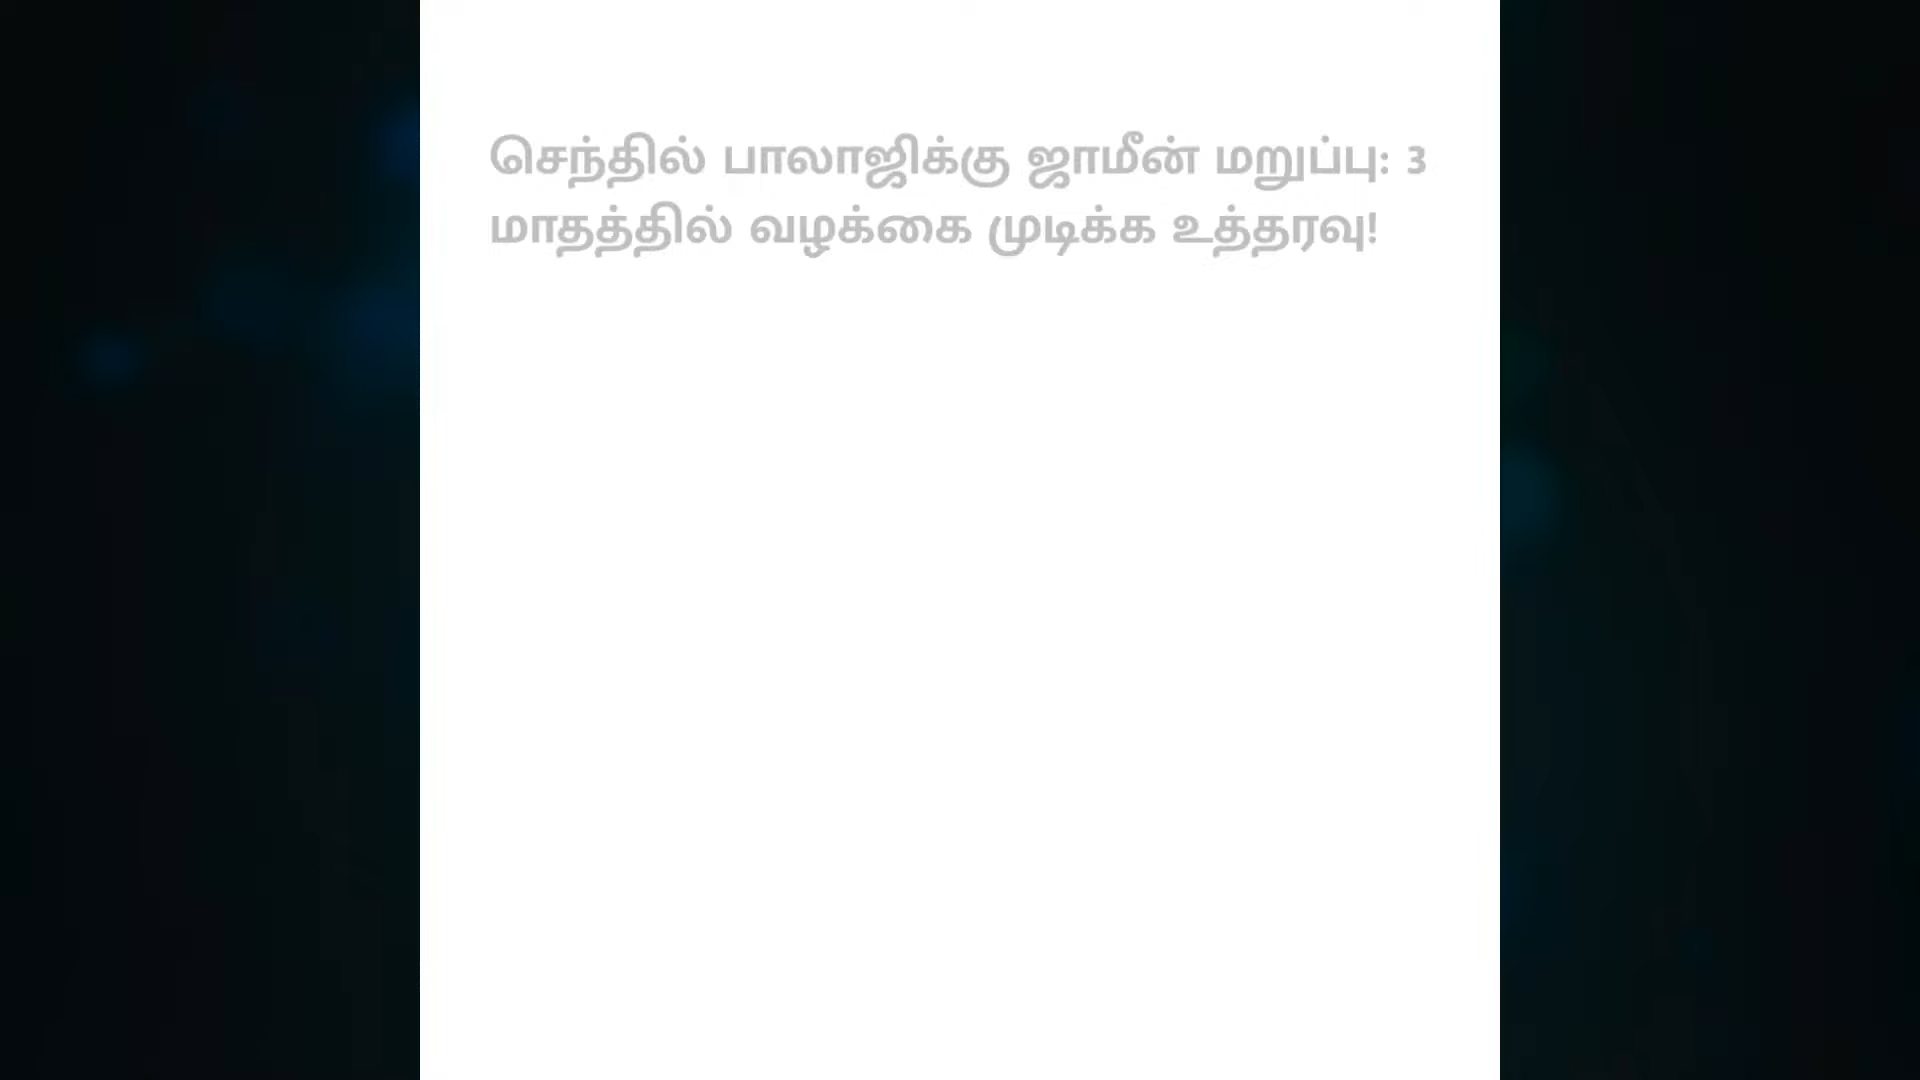 செந்தில் பாலாஜிக்கு ஜாமீன் மறுப்பு: 3
மாதத்தில் வழக்கை முடிக்க உத்தரவு!